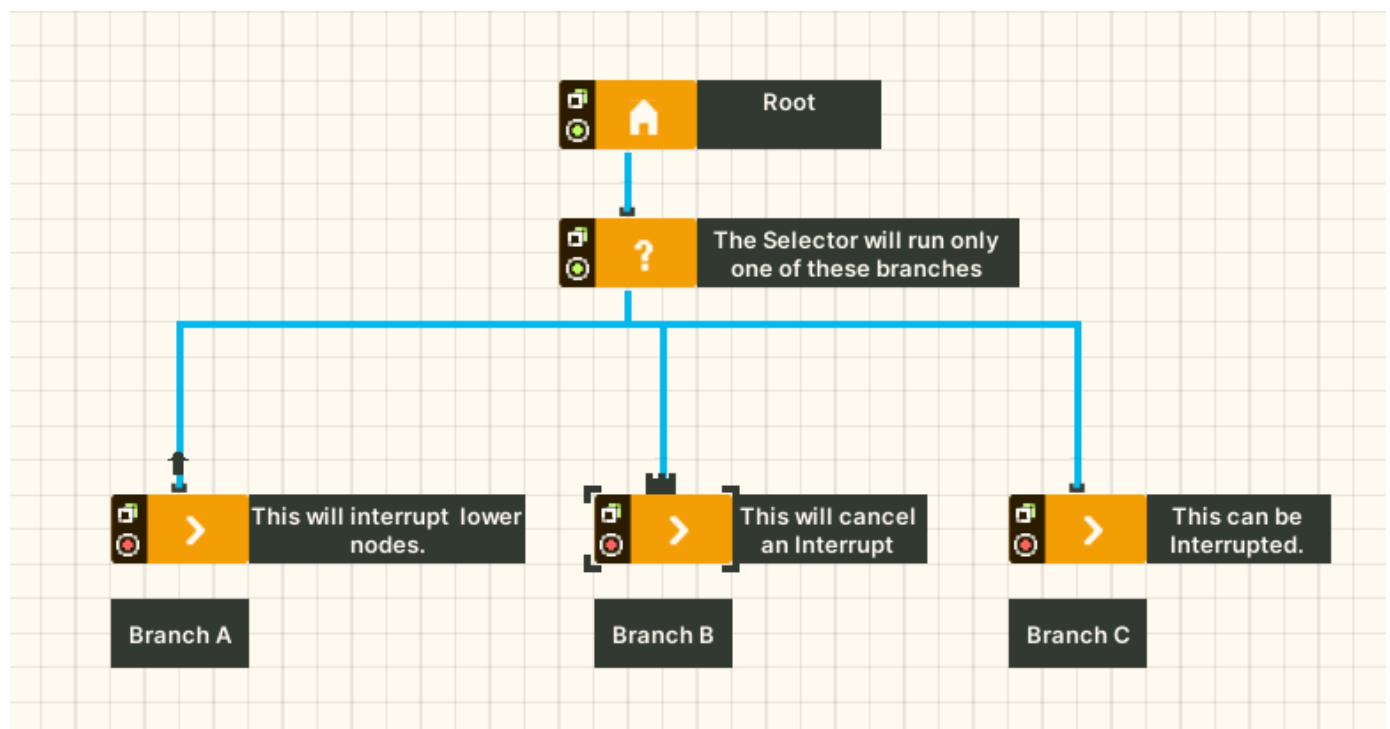 Root
?
The Selector will run only
one of these branches
This will interrupt lower
nodes.
This will cancel
an Interrupt
This can be
Interrupted.
Branch A
Branch B
Branch C